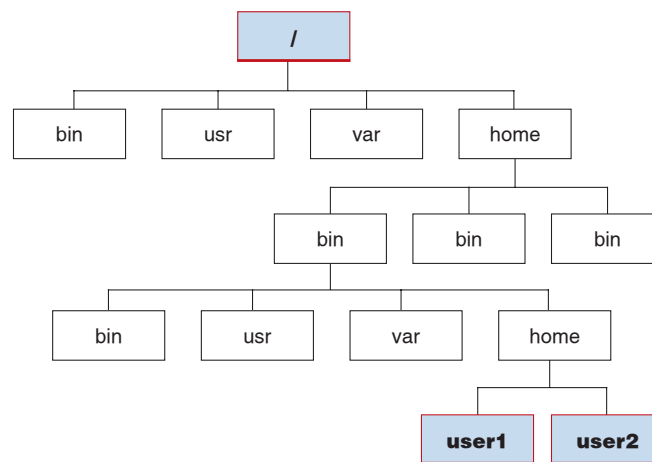 /
bin usr var home
bin bin bin
bin usr var home
user1 user2